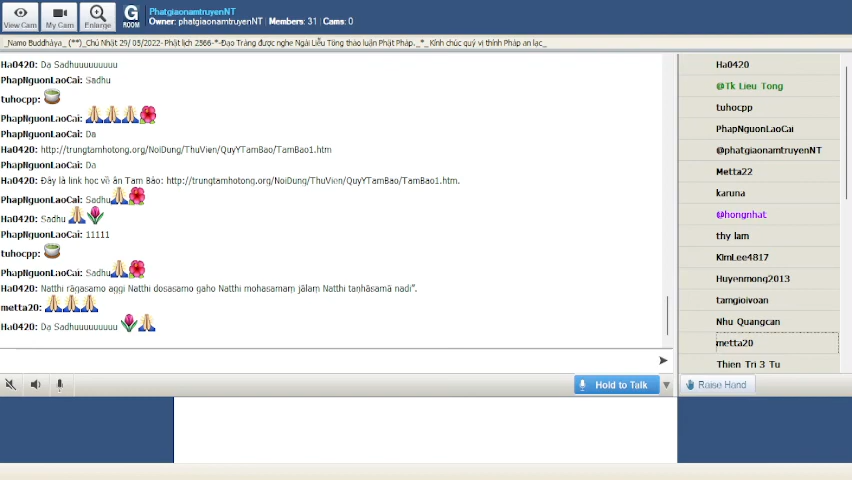 View Cam
My Cam
Enlarge
G
ROOM
PhatgiaonamtruyenNT
Owner: phatgiaonamtruyenNT | Members: 31 | Cams: 0
_Namo Buddhàya_ (**)_Chủ Nhật 29/ 05/2022- Phật lịch 2566-*-Đạo Tràng được nghe Ngài Liễu Tông thảo luận Phật Pháp._*_ Kính chúc quý vị thính Pháp an lạc_
Ha0420: Dạ Sadhuuuuuuuuu
PhapNguonLaoCai: Sadhu
tuhocpp:
PhapNguonLaoCai:
PhapNguonLaoCai: Da
Ha0420: http://trungtamhotong.org/NoiDung/ThuVien/QuyYTamBao/TamBao1.htm
PhapNguonLaoCai: Da
Ha0420: Đây là link học về ân Tam Bảo: http://trungtamhotong.org/NoiDung/ThuVien/QuyYTamBao/TamBao1.htm.
PhapNguonLaoCai: Sadhu
Ha0420: Sadhu
PhapNguonLaoCai: 11111
tuhocpp:
PhapNguonLaoCai: Sadhu
Ha0420: Natthi rāgasamo aggi Natthi dosasamo gaho Natthi mohasamaṃ jālaṃ Natthi taṇhāsamā nadī”.
metta20:
Ha0420: Dạ Sadhuuuuuuuuu
Hold to Talk
Ha0420
@Tk Lieu Tong
tuhocpp
PhapNguonLaoCai
@phatgiaonamtruyenNT
Metta22
karuna
@hongnhat
thy lam
KimLee4817
Huyenmong2013
tamgioivoan
Nhu Quangcan
metta20
Thien Tri 3 Tu
Raise Hand